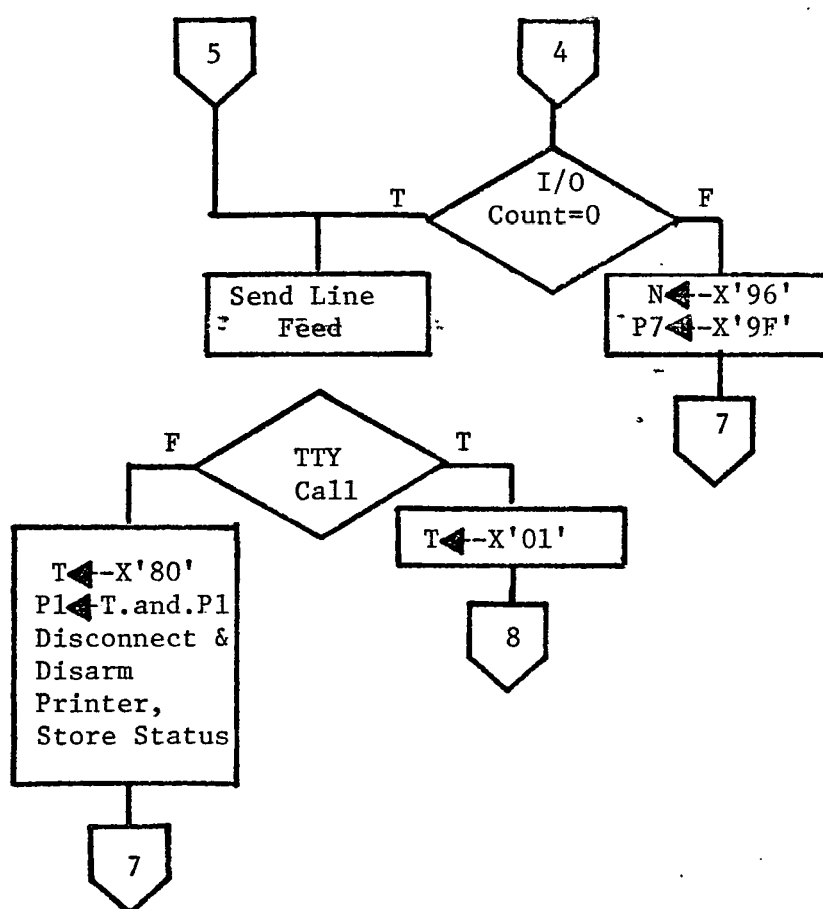 5
4
I/O
Count=0
T
F
Send Line
Feed
N◄--X'96'
P7◄--X'9F'
7
TTY
Call
F
T
T◄--X'80'
P1◄-T.and.P1
Disconnect &
Disarm
Printer,
Store Status
T◄--X'01'
8
7